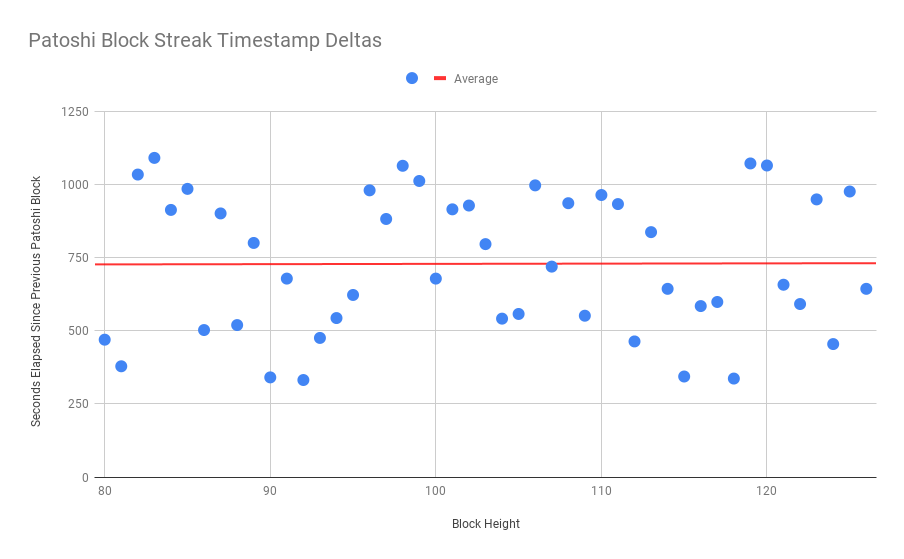 Patoshi Block Streak Timestamp Deltas
Average
Seconds Elapsed Since Previous Patoshi Block
1250
1000
750
500
250
0
80 90 100 110 120
Block Height